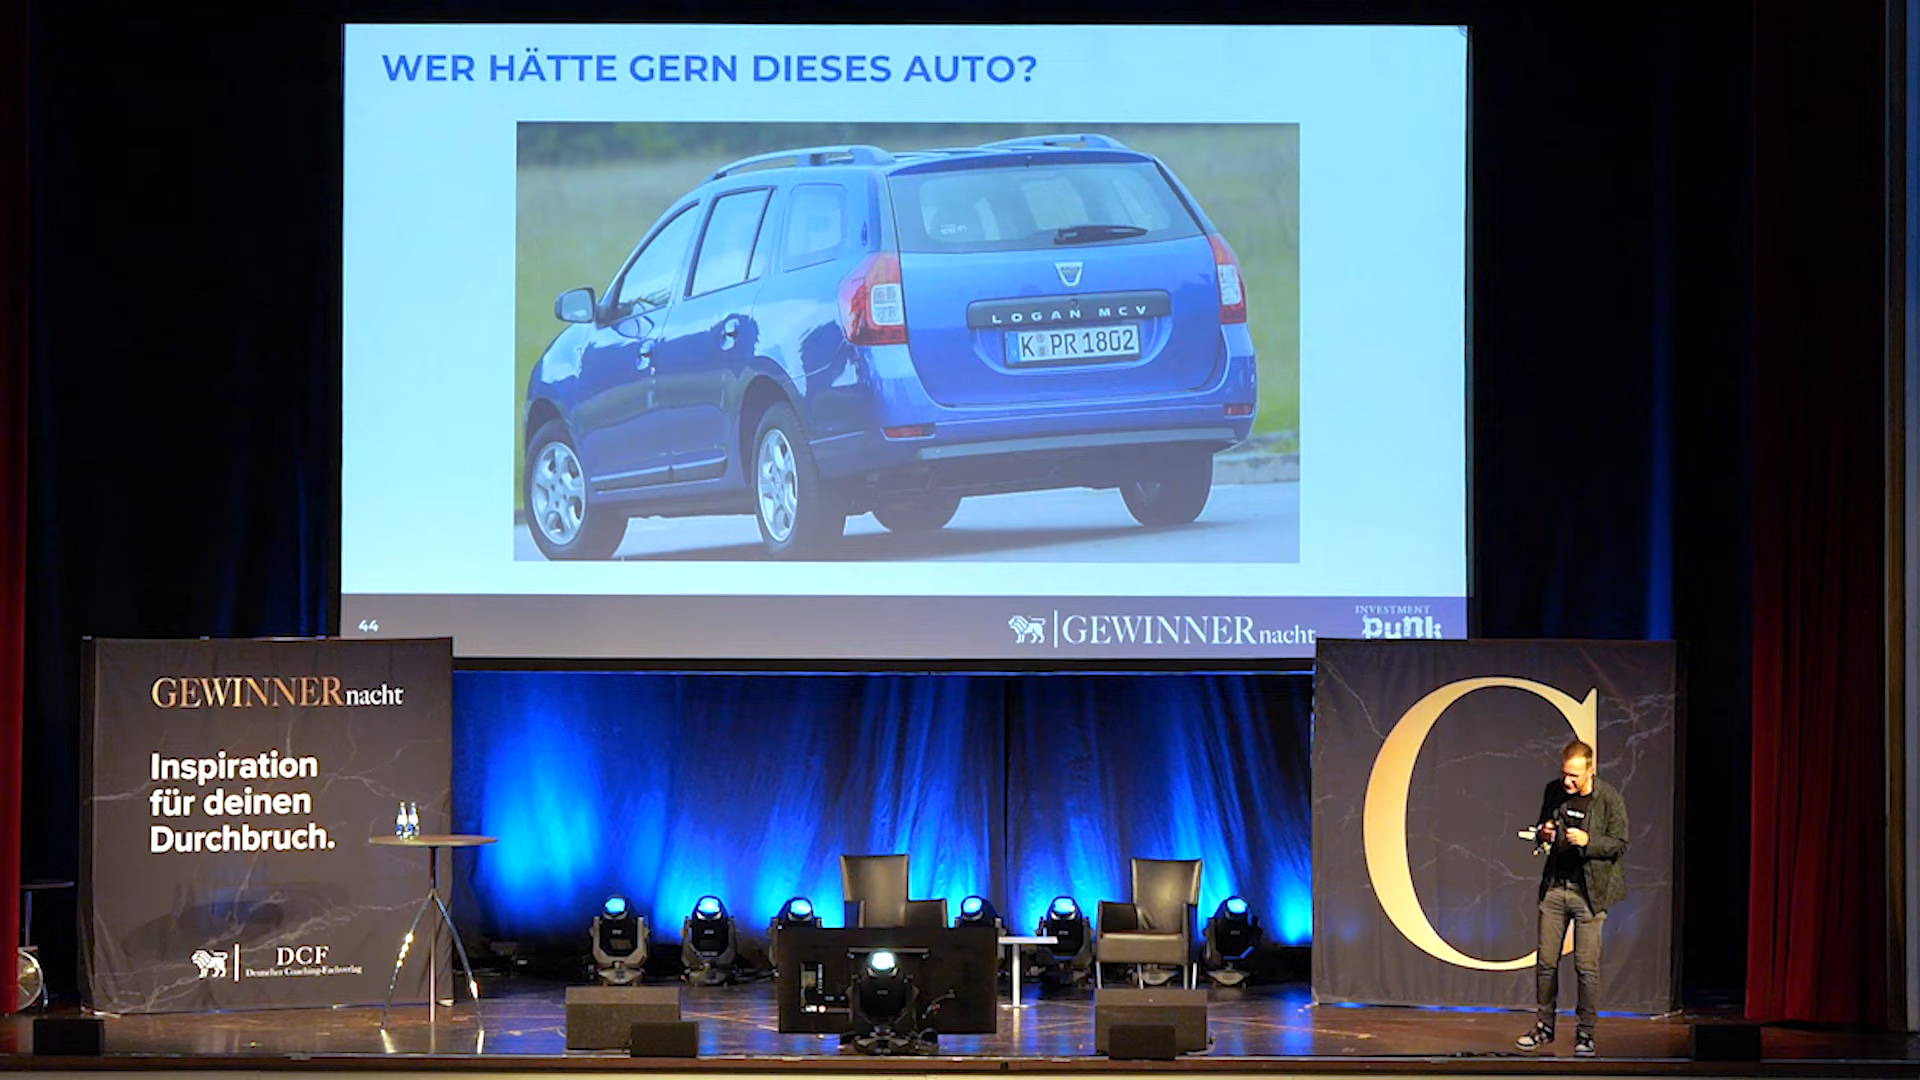 WER HÄTTE GERN DIESES AUTO?
LOGAN MCV
K PR 1802
44
GEWINNERnacht
INVESTMENT
punk
GEWINNERnacht
Inspiration
für deinen
Durchbruch.
DCF
Deutscher Coaching-Fachverlag
C